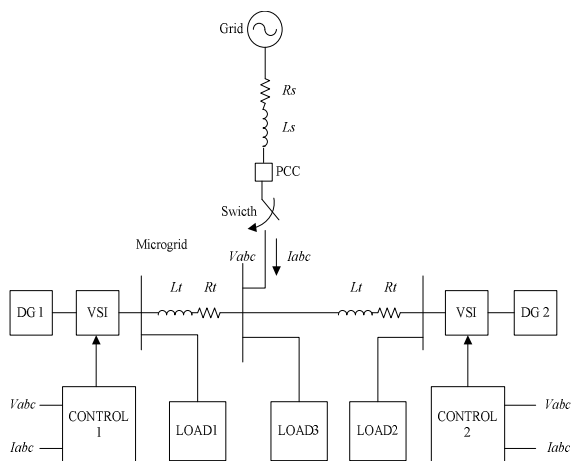 Grid
Rs
Ls
PCC
Swicth
Microgrid
Vabc
Iabc
Lt Rt
Lt Rt
DG 1
VSI
VSI
DG 2
Vabc
Iabc
CONTROL
1
LOAD1
LOAD3
LOAD2
CONTROL
2
Vabc
Iabc